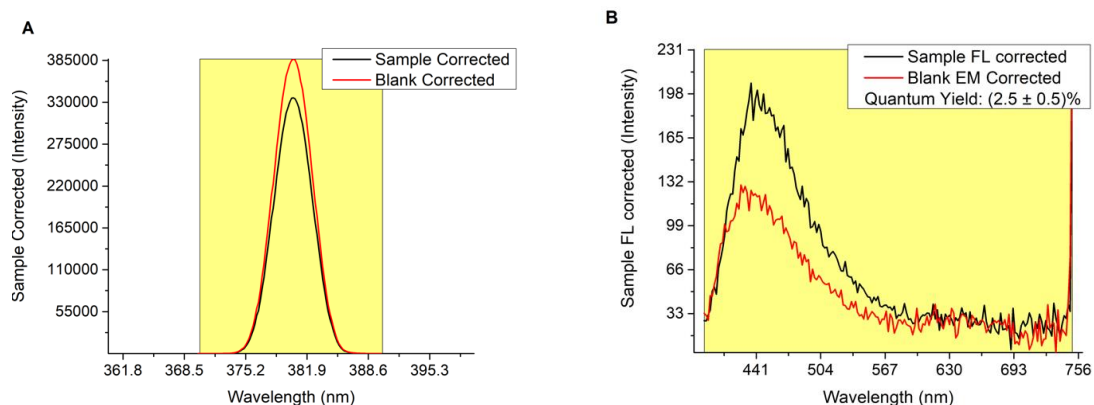 A
Sample Corrected
Blank Corrected
385000
330000
275000
220000
165000
110000
55000
Sample Corrected (Intensity)
361.8 368.5 375.2 381.9 388.6 395.3
Wavelength (nm)
B
Sample FL corrected
Blank EM Corrected
Quantum Yield: (2.5 ± 0.5)%
231
198
165
132
99
66
33
Sample FL corrected (Intensity)
441 504 567 630 693 756
Wavelength (nm)